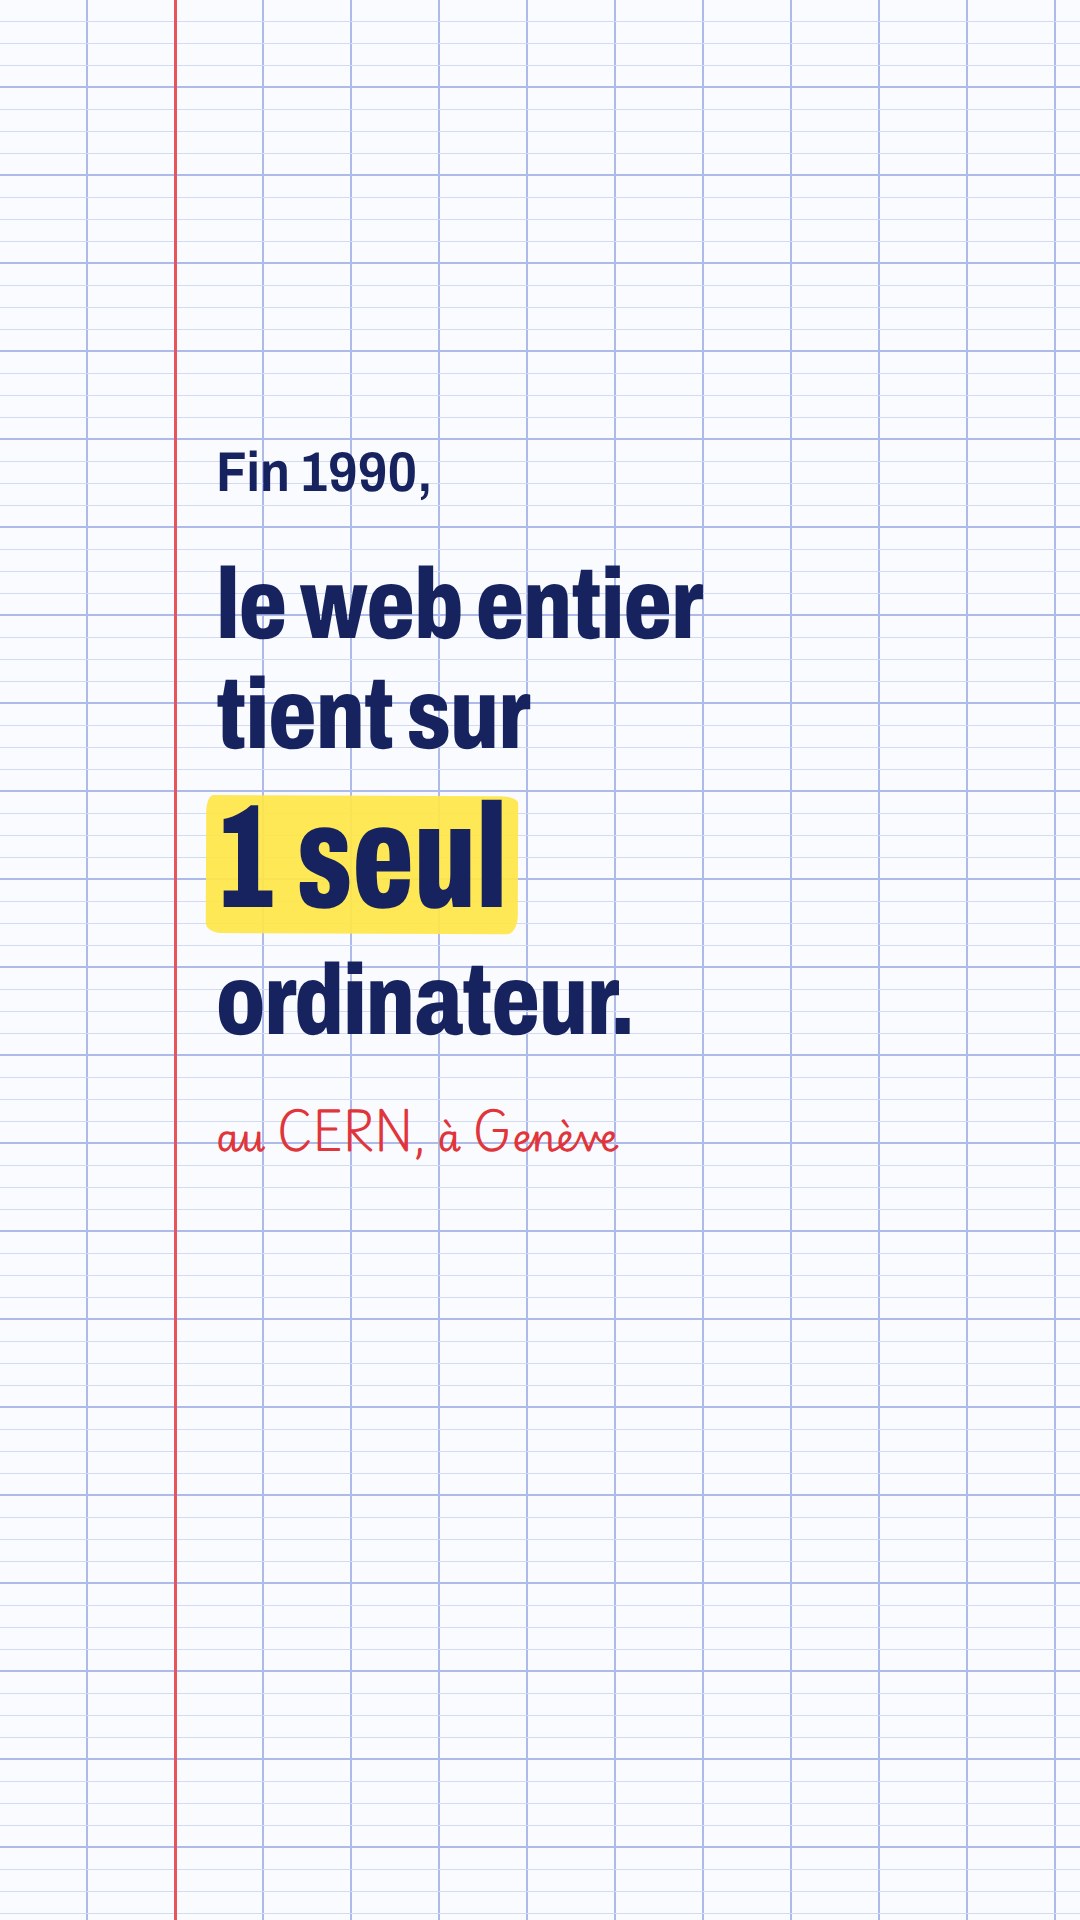 Fin 1990,
le web entier
tient sur
1 seul
ordinateur.
au CERN, à Genève